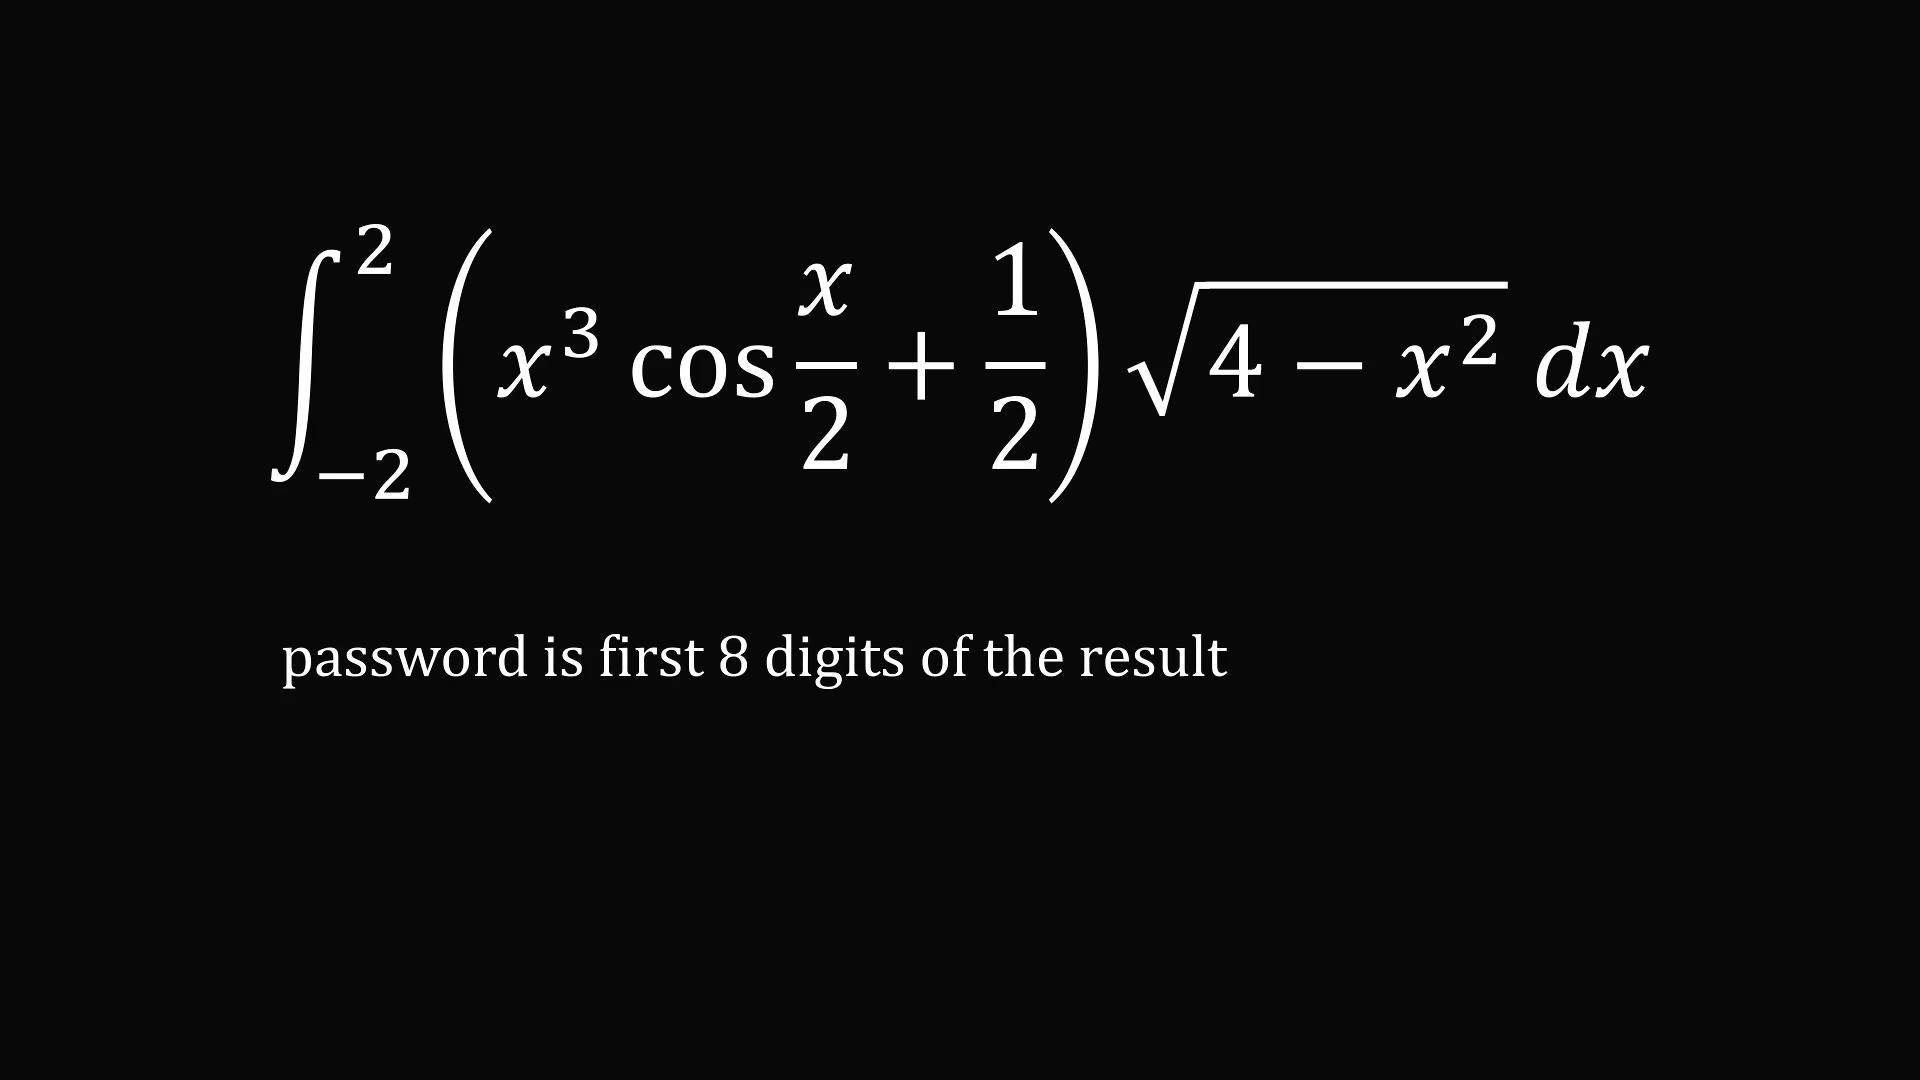 ∫_{-2}^{2} (x³ cos x/2 + 1/2) √(4 − x²) dx
password is first 8 digits of the result